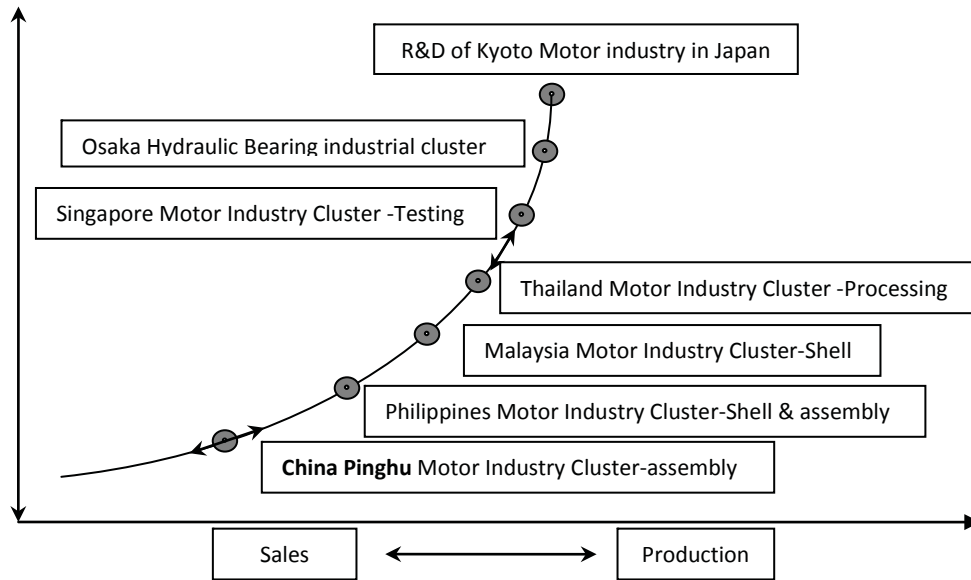 R&D of Kyoto Motor industry in Japan
Osaka Hydraulic Bearing industrial cluster
Singapore Motor Industry Cluster -Testing
Thailand Motor Industry Cluster -Processing
Malaysia Motor Industry Cluster-Shell
Philippines Motor Industry Cluster-Shell & assembly
China Pinghu Motor Industry Cluster-assembly
Sales
Production